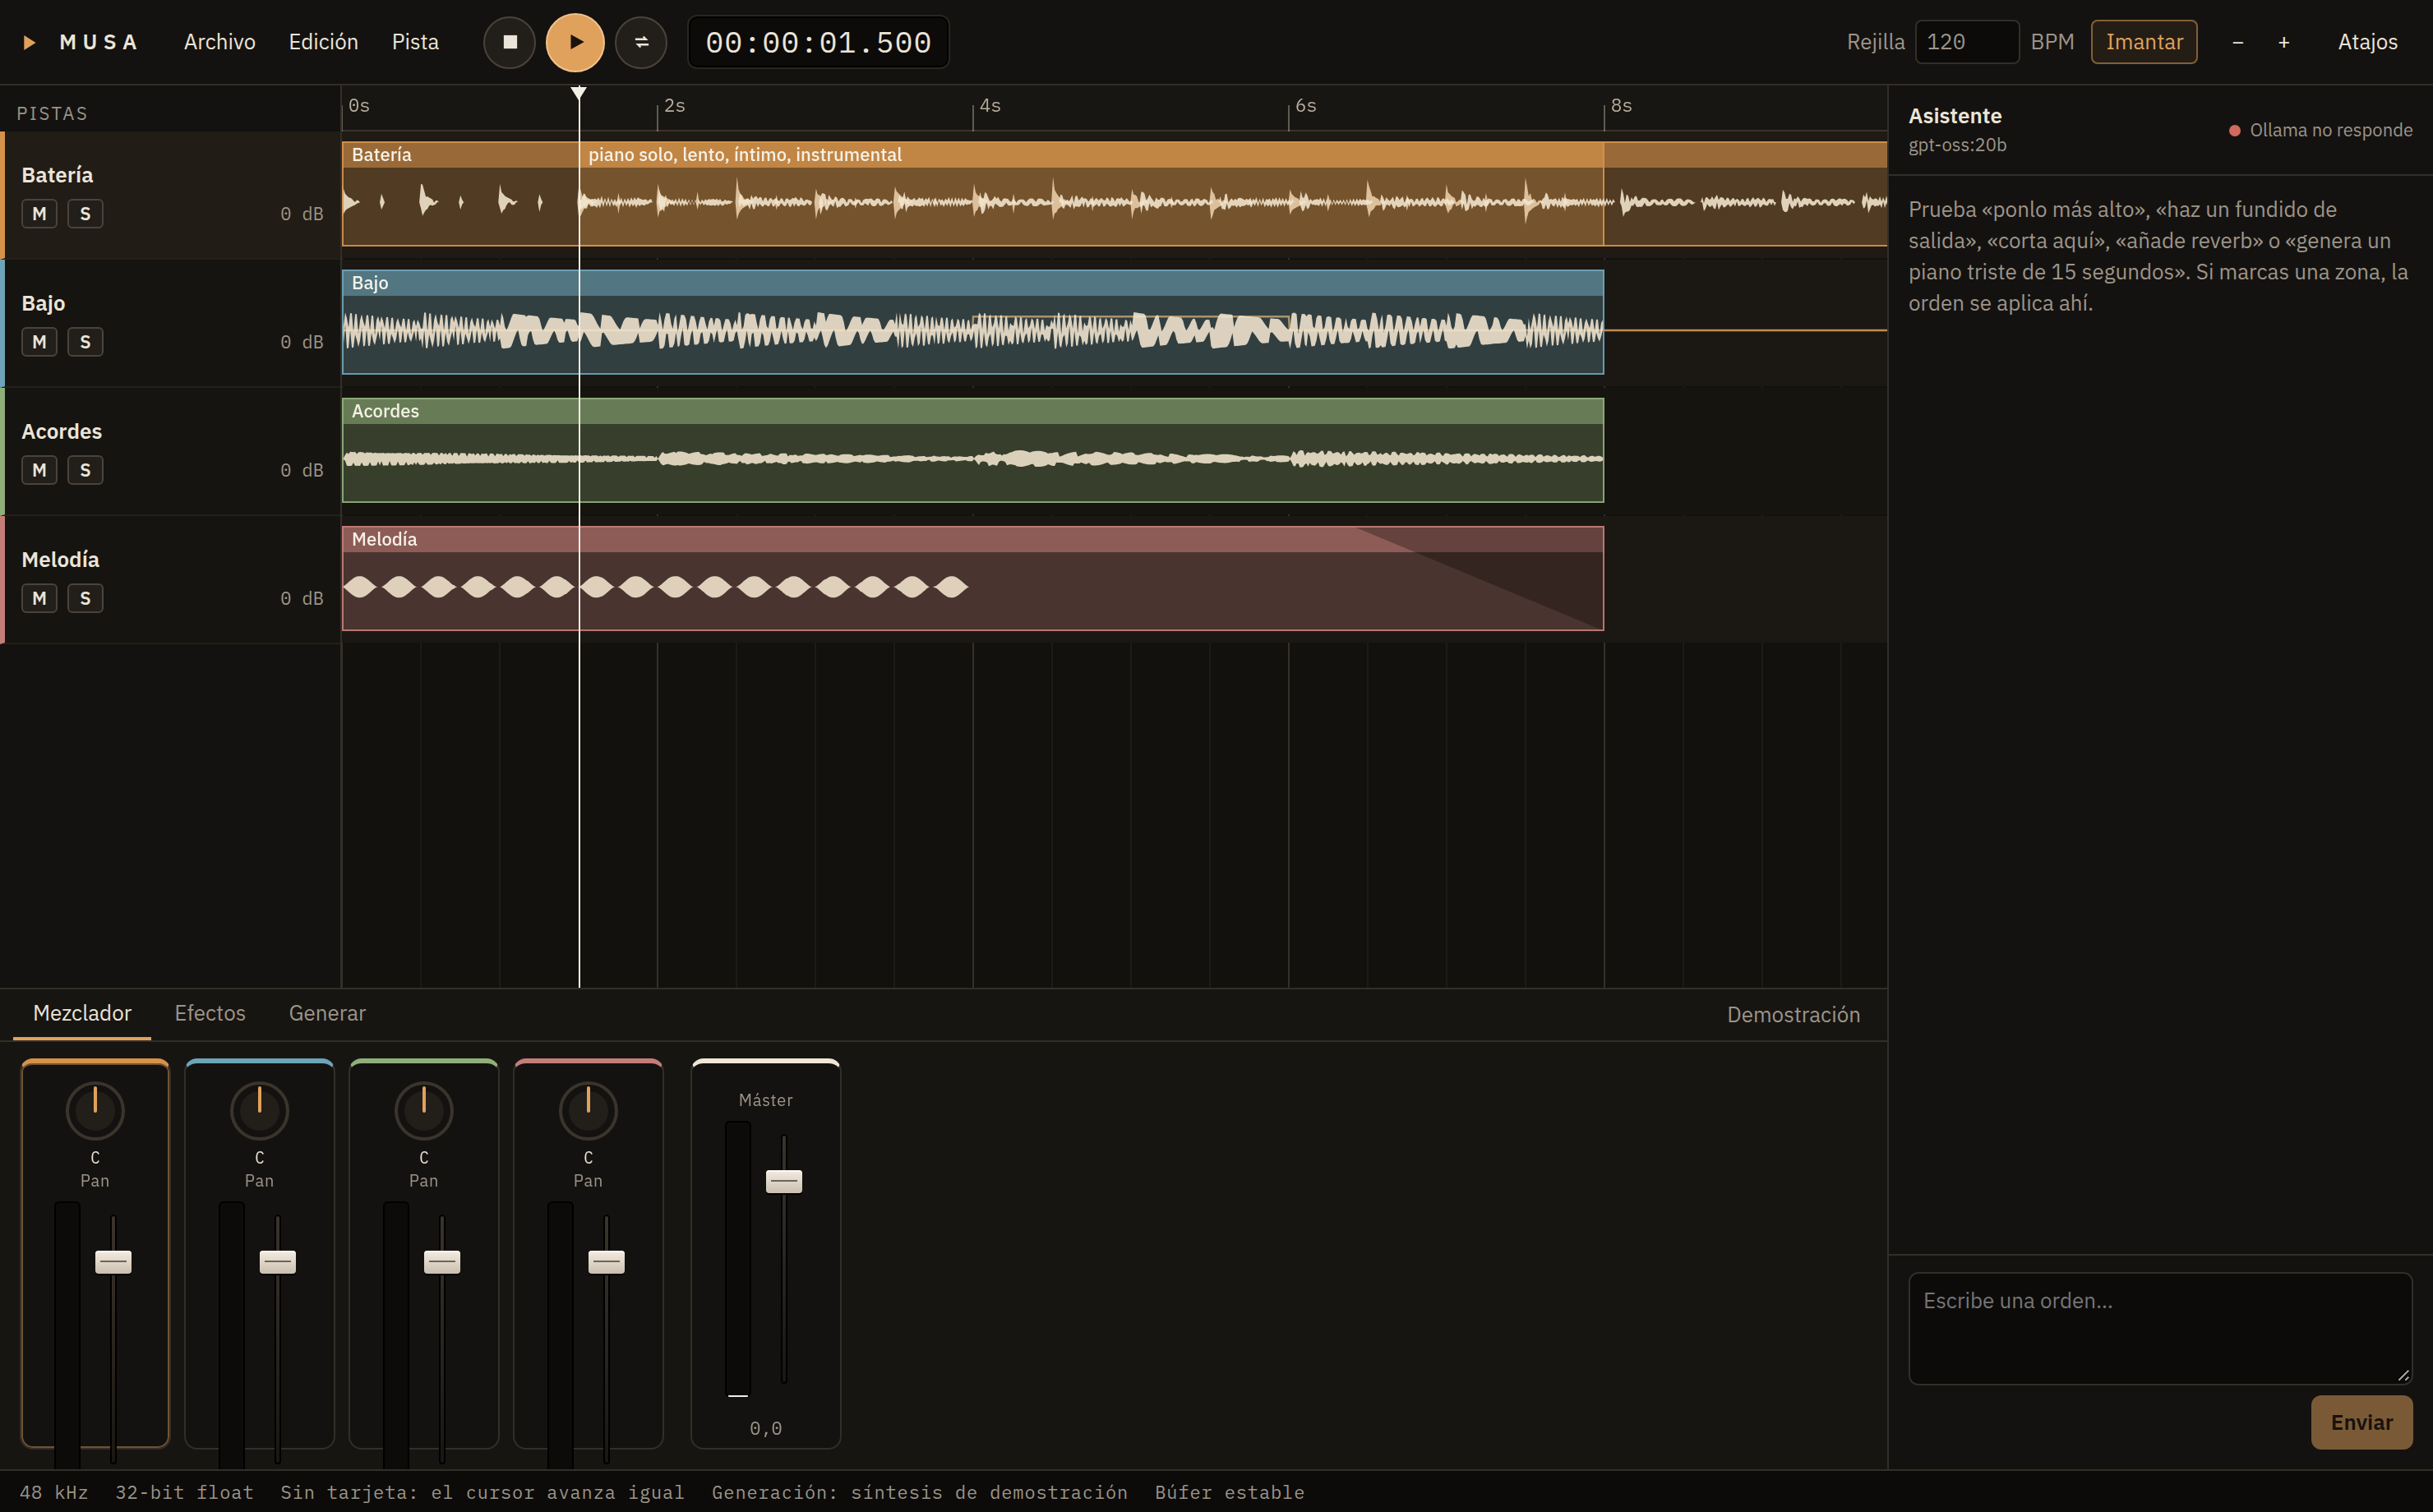 MUSA Archivo Edición Pista 00:00:01.500 Rejilla 120 BPM Imantar − + Atajos
PISTAS
0s 2s 4s 6s 8s
Batería
M S 0 dB
Bajo
M S 0 dB
Acordes
M S 0 dB
Melodía
M S 0 dB
Batería piano solo, lento, íntimo, instrumental
Bajo
Acordes
Melodía
Asistente
gpt-oss:20b
Ollama no responde
Prueba «ponlo más alto», «haz un fundido de
salida», «corta aquí», «añade reverb» o «genera un
piano triste de 15 segundos». Si marcas una zona, la
orden se aplica ahí.
Mezclador Efectos Generar Demostración
C
Pan
C
Pan
C
Pan
C
Pan
Máster
0,0
Escribe una orden...
Enviar
48 kHz 32-bit float Sin tarjeta: el cursor avanza igual Generación: síntesis de demostración Búfer estable